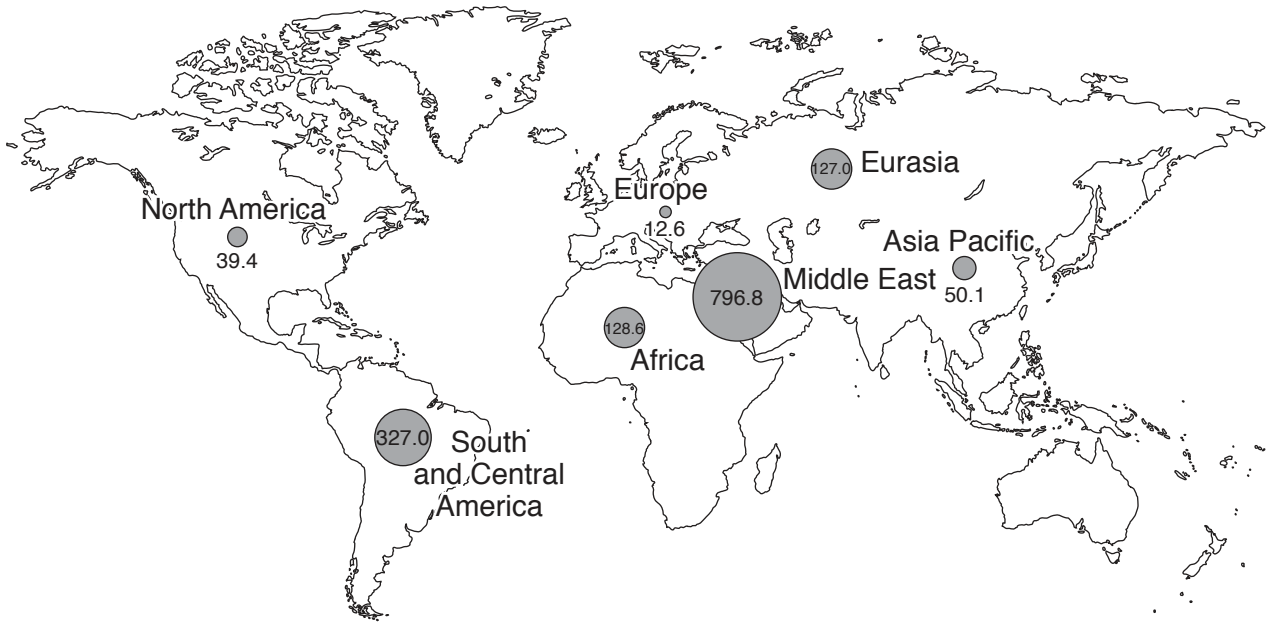 127.0
Eurasia
Europe
12.6
North America
39.4
Asia Pacific
50.1
Middle East
796.8
128.6
Africa
327.0
South
and Central
America